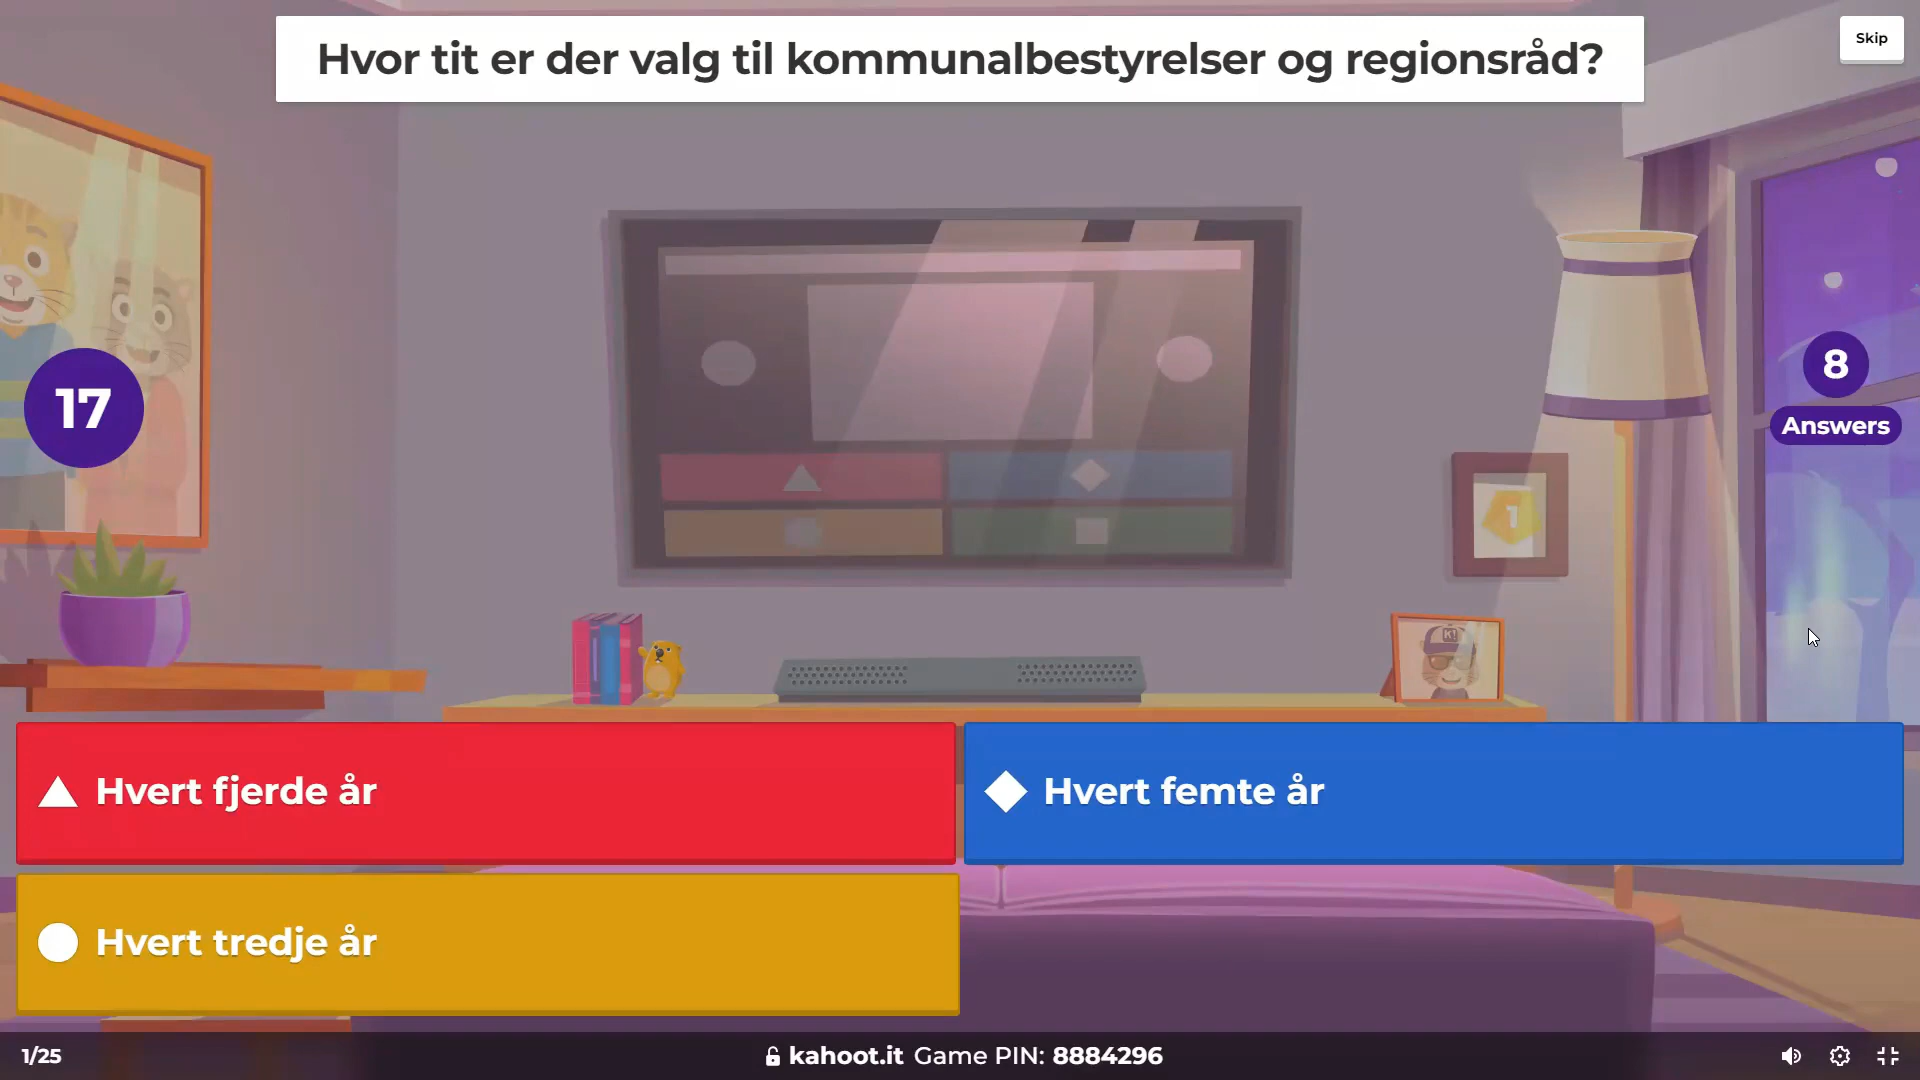 Hvor tit er der valg til kommunalbestyrelser og regionsråd?
Skip
17
8
Answers
K!
1
Hvert fjerde år
Hvert femte år
Hvert tredje år
1/25
kahoot.it Game PIN: 8884296